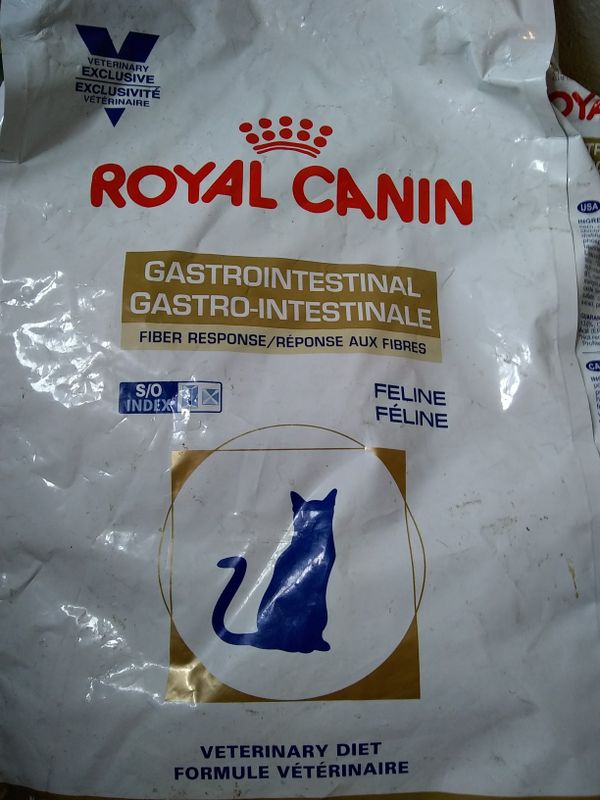 VETERINARY
EXCLUSIVE
EXCLUSIVITÉ
VÉTÉRINAIRE
ROYAL CANIN
GASTROINTESTINAL
GASTRO-INTESTINALE
FIBER RESPONSE/RÉPONSE AUX FIBRES
S/O
INDEX
FELINE
FÉLINE
VETERINARY DIET
FORMULE VÉTÉRINAIRE
USA